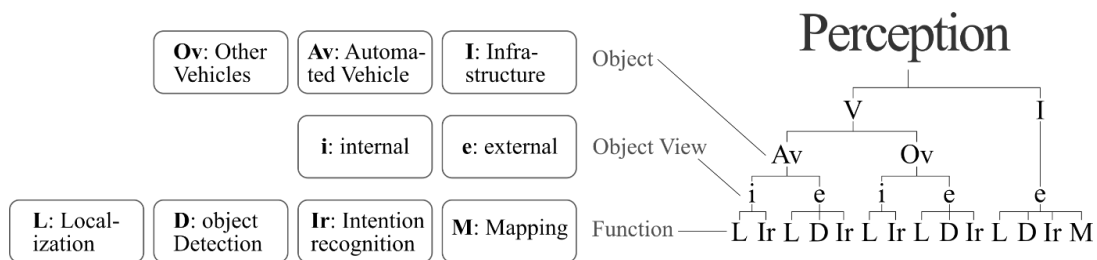 Perception
Ov: Other
Vehicles
Av: Automa-
ted Vehicle
I: Infra-
structure
Object
V I
i: internal
e: external
Object View
Av Ov
i e i e e
L: Local-
ization
D: object
Detection
Ir: Intention
recognition
M: Mapping
Function
L Ir L D Ir L Ir L D Ir L D Ir M